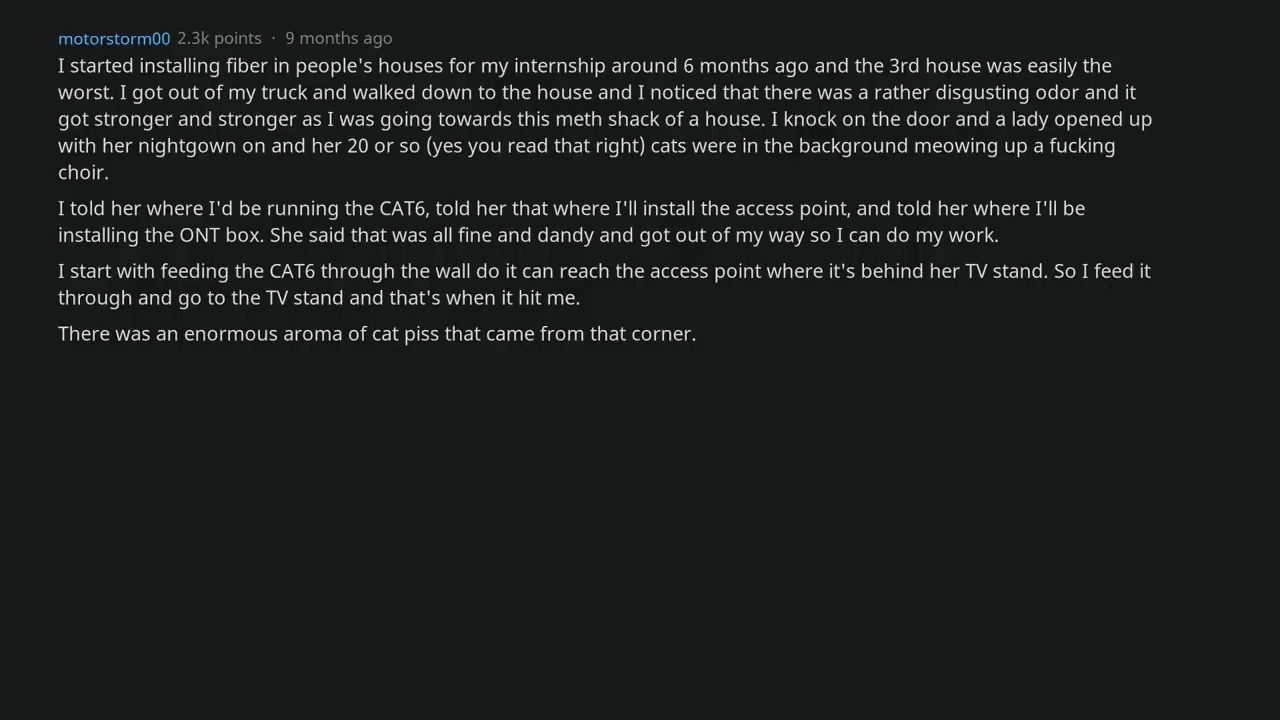 motorstorm00 2.3k points · 9 months ago
I started installing fiber in people's houses for my internship around 6 months ago and the 3rd house was easily the
worst. I got out of my truck and walked down to the house and I noticed that there was a rather disgusting odor and it
got stronger and stronger as I was going towards this meth shack of a house. I knock on the door and a lady opened up
with her nightgown on and her 20 or so (yes you read that right) cats were in the background meowing up a fucking
choir.
I told her where I'd be running the CAT6, told her that where I'll install the access point, and told her where I'll be
installing the ONT box. She said that was all fine and dandy and got out of my way so I can do my work.
I start with feeding the CAT6 through the wall do it can reach the access point where it's behind her TV stand. So I feed it
through and go to the TV stand and that's when it hit me.
There was an enormous aroma of cat piss that came from that corner.